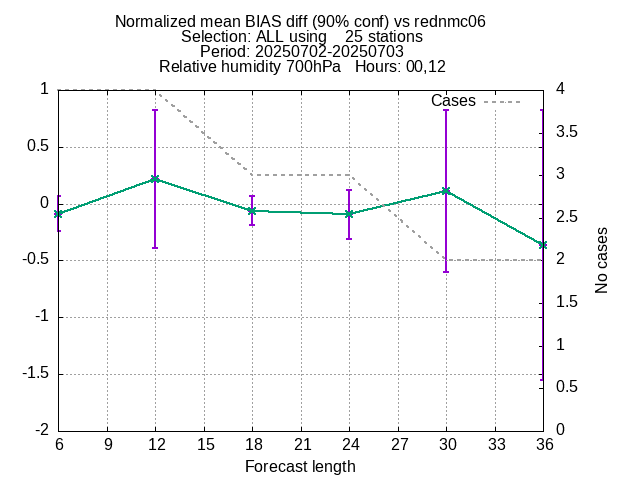 Normalized mean BIAS diff (90% conf) vs rednmc06
Selection: ALL using    25 stations
Period: 20250702-20250703
Relative humidity 700hPa   Hours: 00,12
Cases
1
0.5
0
-0.5
-1
-1.5
-2
4
3.5
3
2.5
2
1.5
1
0.5
0
No cases
6 9 12 15 18 21 24 27 30 33 36
Forecast length